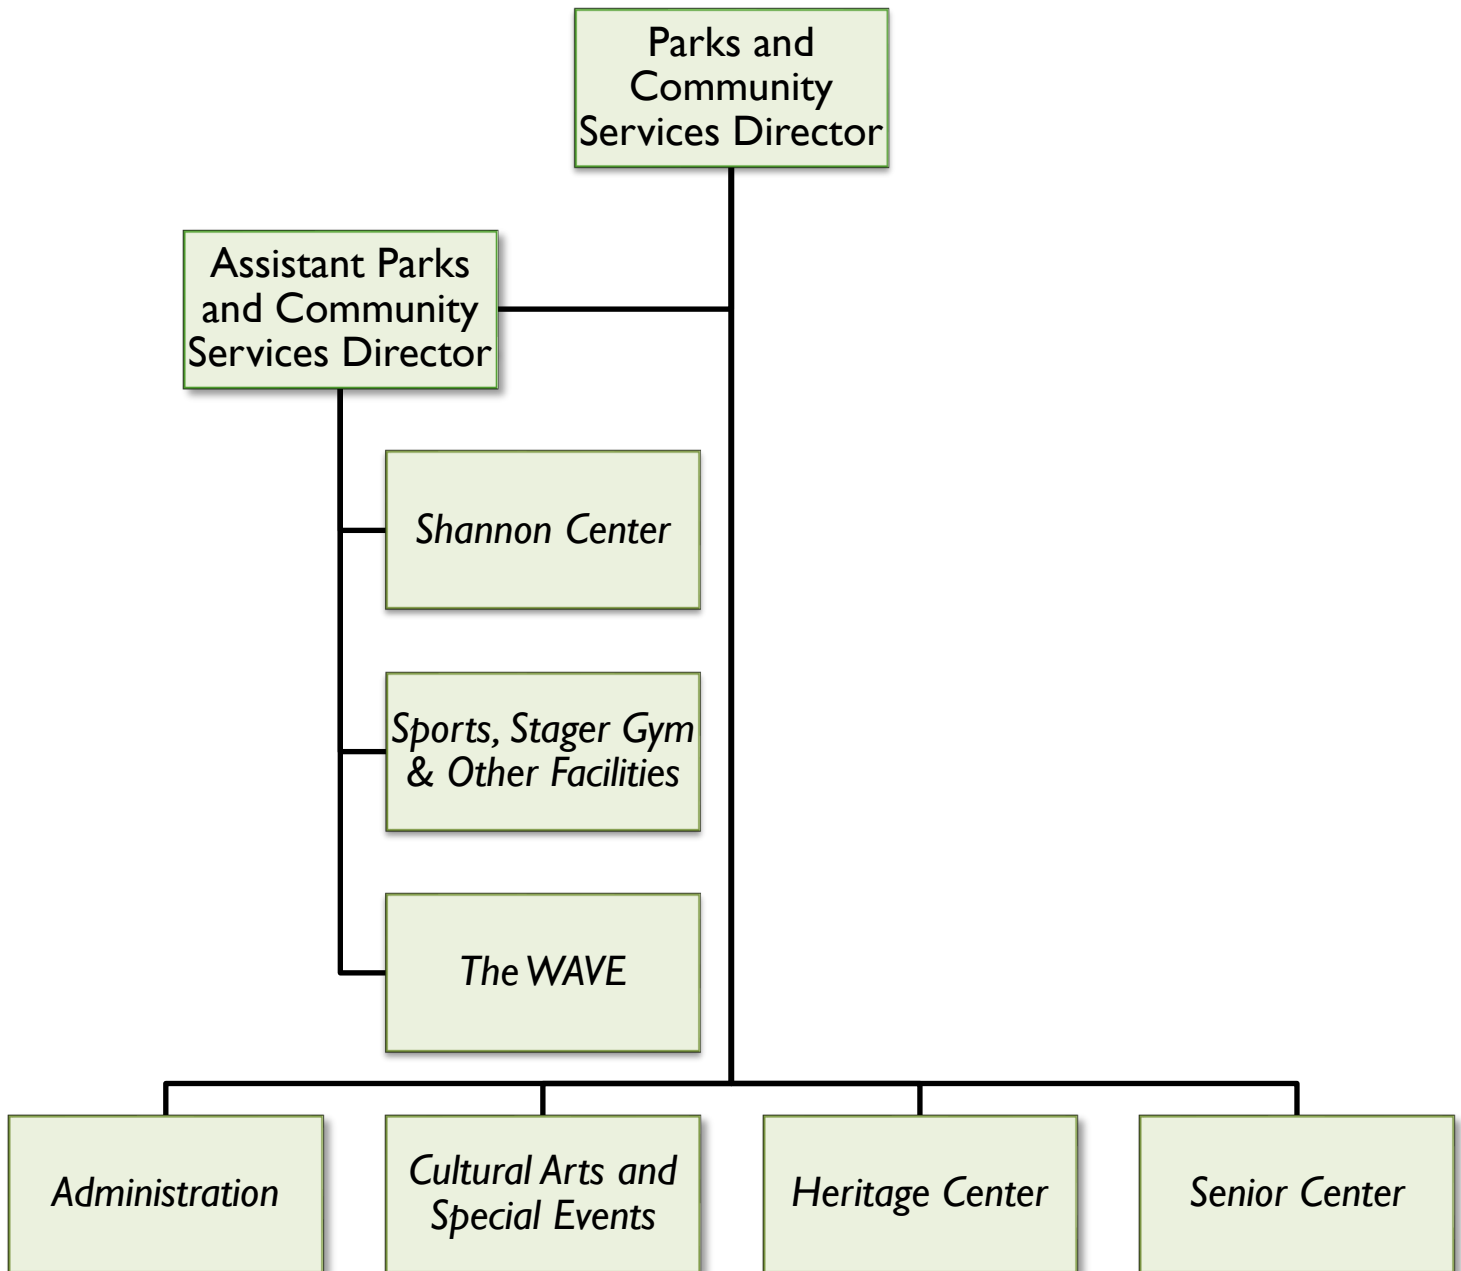 Parks and
Community
Services Director
Assistant Parks
and Community
Services Director
Shannon Center
Sports, Stager Gym
& Other Facilities
The WAVE
Administration
Cultural Arts and
Special Events
Heritage Center
Senior Center